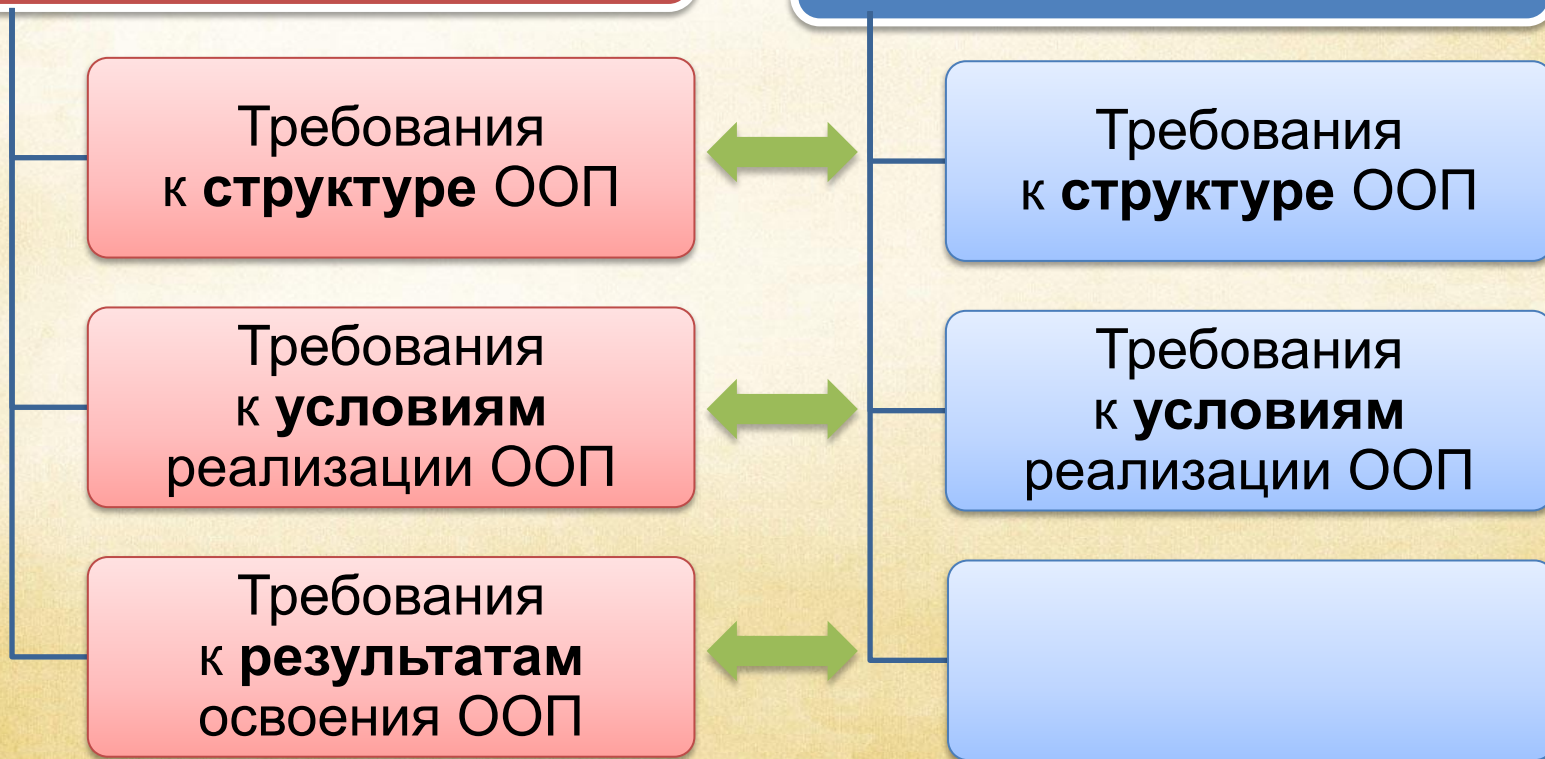 Требования
к структуре ООП
Требования
к условиям
реализации ООП
Требования
к результатам
освоения ООП
Требования
к структуре ООП
Требования
к условиям
реализации ООП